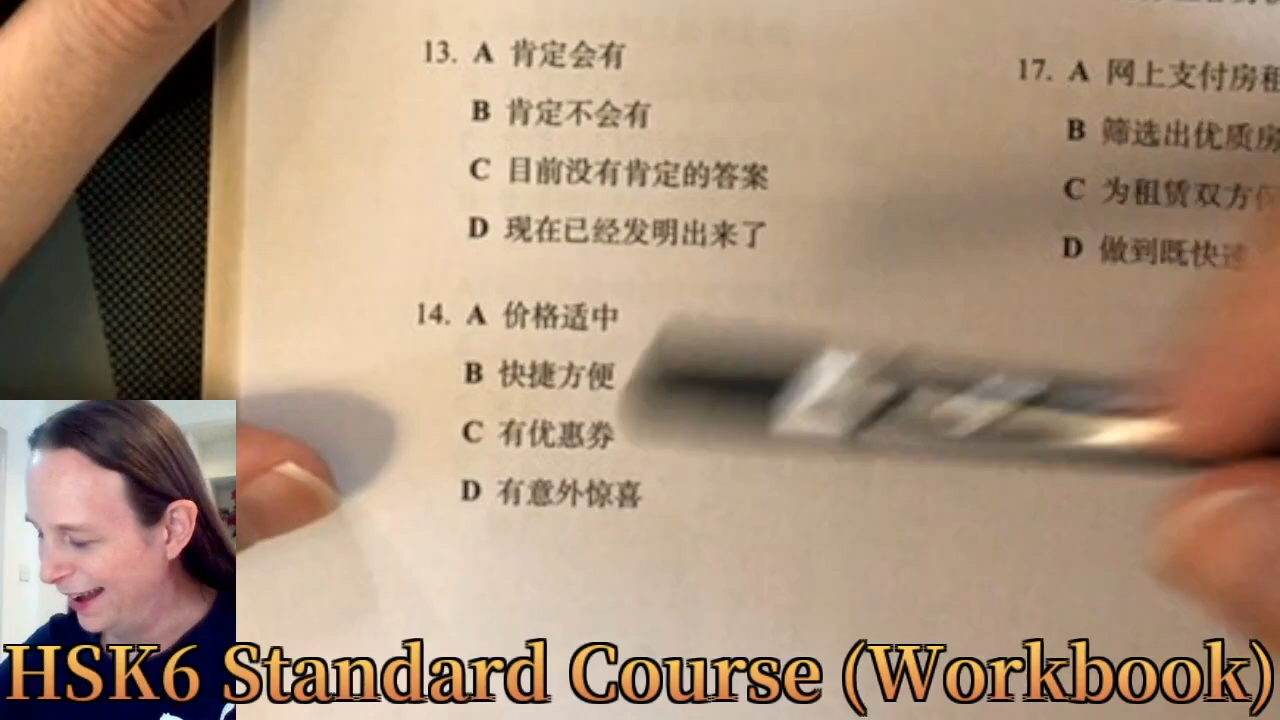 13. A 肯定会有
B 肯定不会有
C 目前没有肯定的答案
D 现在已经发明出来了
14. A 价格适中
B 快捷方便
C 有优惠券
D 有意外惊喜
17. A 网上支付房租
B 筛选出优质房
C 为租赁双方
D 做到既快速
HSK6 Standard Course (Workbook)